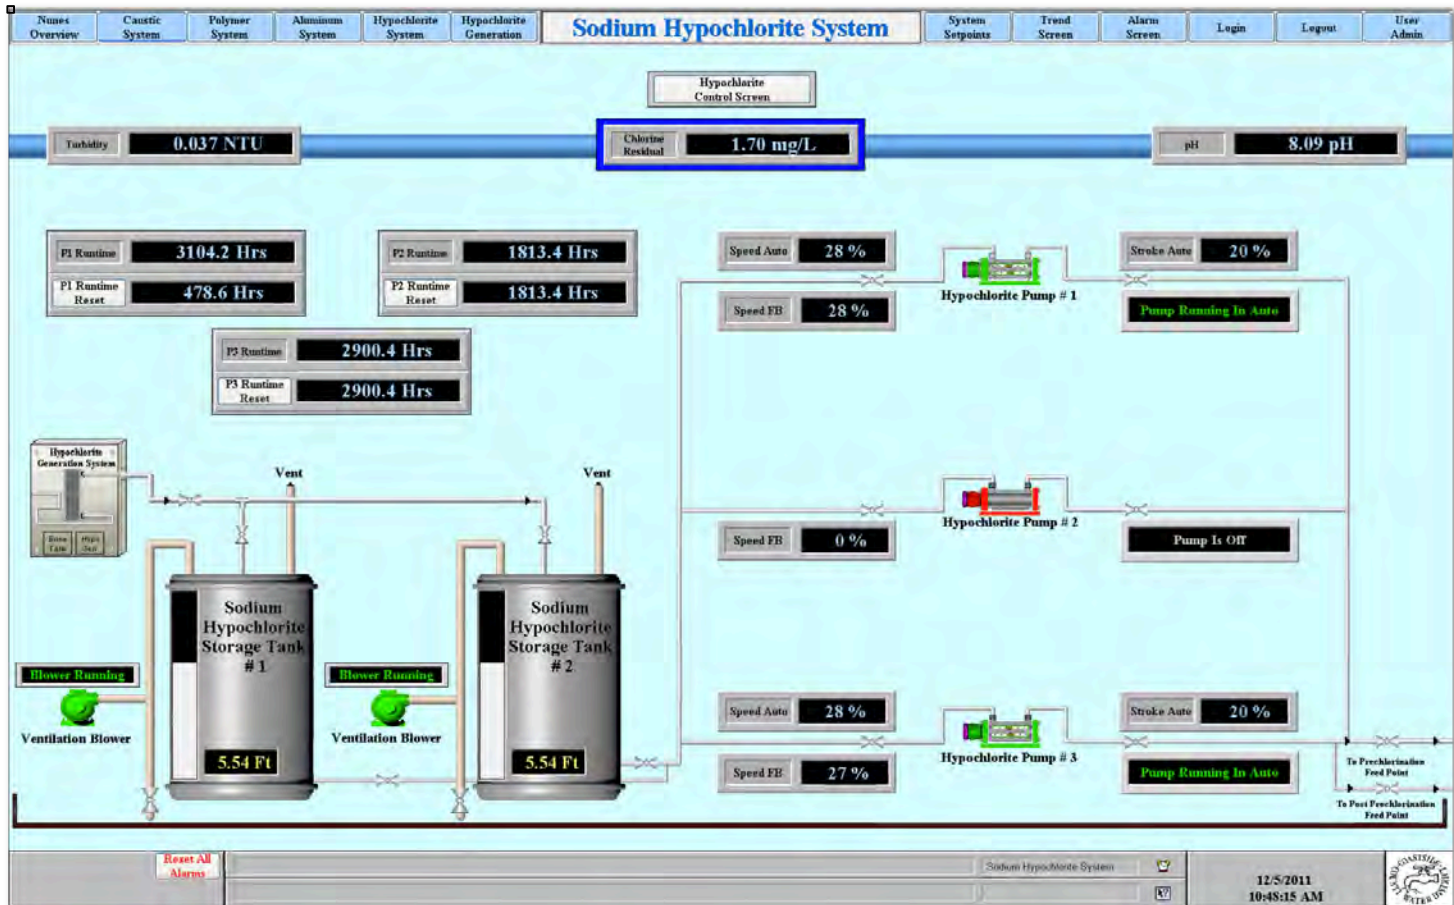 Nunes
Overview
Caustic
System
Polymer
System
Aluminum
System
Hypochlorite
System
Hypochlorite
Generation
Sodium Hypochlorite System
System
Setpoints
Trend
Screen
Alarm
Screen
Login
Logout
User
Admin
Hypochlorite
Control Screen
Turbidity
0.037 NTU
Chlorine
Residual
1.70 mg/L
pH
8.09 pH
P1 Runtime
3104.2 Hrs
P1 Runtime
Reset
478.6 Hrs
P2 Runtime
1813.4 Hrs
P2 Runtime
Reset
1813.4 Hrs
P3 Runtime
2900.4 Hrs
P3 Runtime
Reset
2900.4 Hrs
Speed Auto
28 %
Speed FB
28 %
Hypochlorite Pump # 1
Stroke Auto
20 %
Pump Running In Auto
Hypochlorite
Generation System
Brine
Tank
Hypo
Vent
Vent
Speed FB
0 %
Hypochlorite Pump # 2
Pump Is Off
Sodium
Hypochlorite
Storage Tank
# 1
5.54 Ft
Sodium
Hypochlorite
Storage Tank
# 2
5.54 Ft
Blower Running
Ventilation Blower
Blower Running
Ventilation Blower
Speed Auto
28 %
Speed FB
27 %
Hypochlorite Pump # 3
Stroke Auto
20 %
Pump Running In Auto
To Prechlorination
Feed Point
To Post Prechlorination
Feed Point
Reset All
Alarms
Sodium Hypochlorite System
12/5/2011
10:48:15 AM